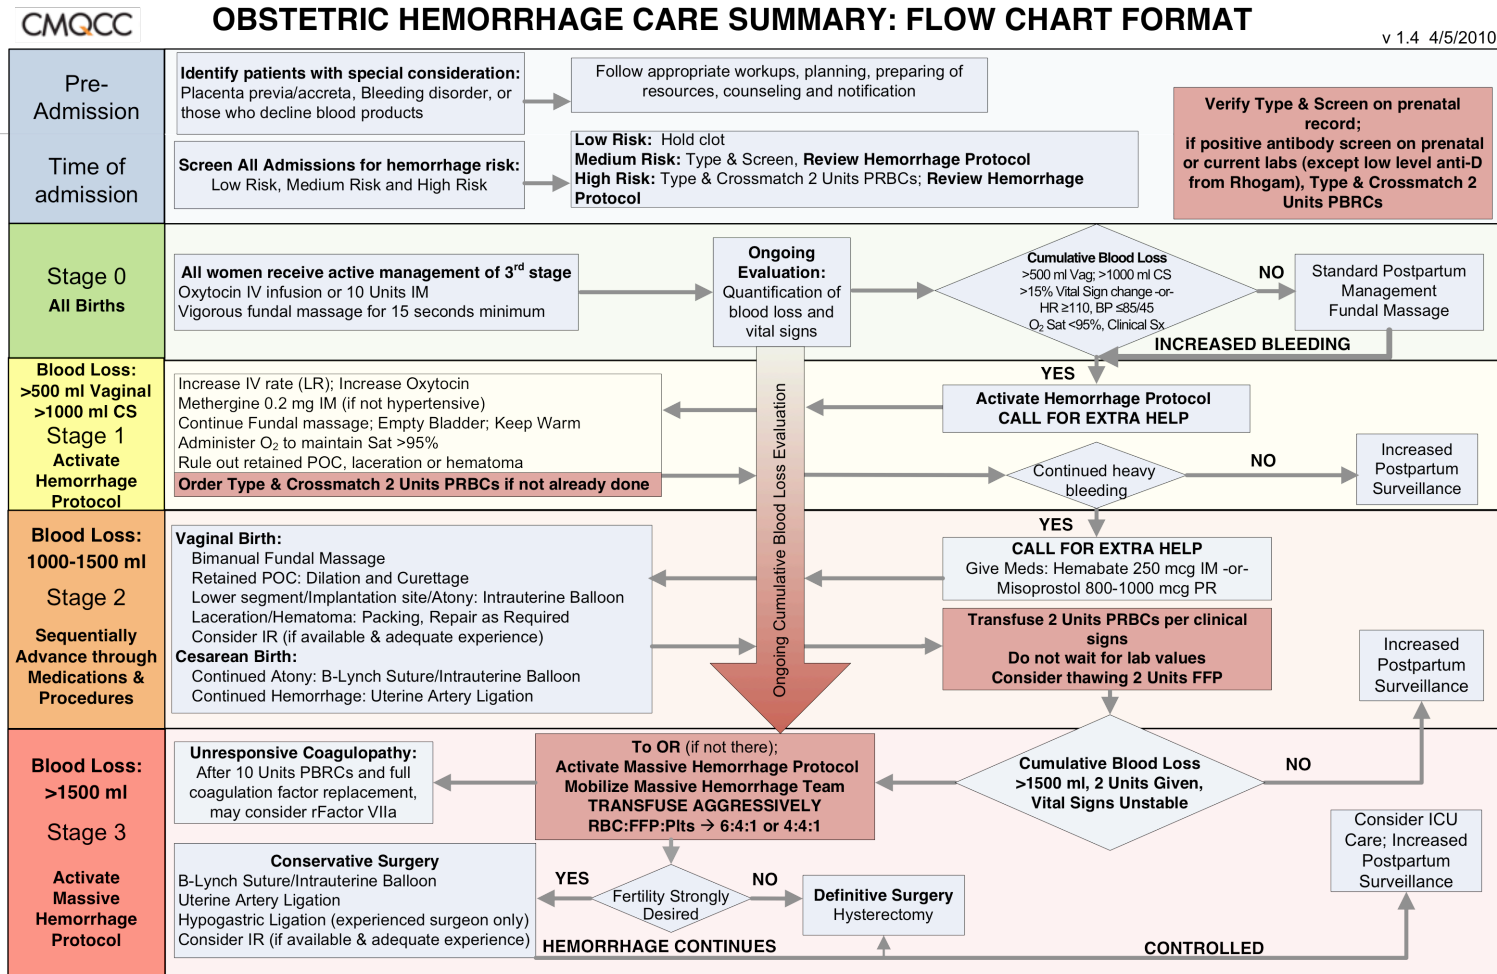 CMQCC
OBSTETRIC HEMORRHAGE CARE SUMMARY: FLOW CHART FORMAT
v 1.4 4/5/2010
Pre-
Admission
Identify patients with special consideration:
Placenta previa/accreta, Bleeding disorder, or
those who decline blood products
Follow appropriate workups, planning, preparing of
resources, counseling and notification
Verify Type & Screen on prenatal
record;
if positive antibody screen on prenatal
or current labs (except low level anti-D
from Rhogam), Type & Crossmatch 2
Units PBRCs
Time of
admission
Screen All Admissions for hemorrhage risk:
Low Risk, Medium Risk and High Risk
Low Risk: Hold clot
Medium Risk: Type & Screen, Review Hemorrhage Protocol
High Risk: Type & Crossmatch 2 Units PRBCs; Review Hemorrhage
Protocol
Stage 0
All Births
All women receive active management of 3rd stage
Oxytocin IV infusion or 10 Units IM
Vigorous fundal massage for 15 seconds minimum
Ongoing
Evaluation:
Quantification of
blood loss and
vital signs
Cumulative Blood Loss
>500 ml Vag; >1000 ml CS
>15% Vital Sign change -or-
HR ≥110, BP ≤85/45
O2 Sat <95%, Clinical Sx
NO
Standard Postpartum
Management
Fundal Massage
INCREASED BLEEDING
YES
Blood Loss:
>500 ml Vaginal
>1000 ml CS
Stage 1
Activate
Hemorrhage
Protocol
Increase IV rate (LR); Increase Oxytocin
Methergine 0.2 mg IM (if not hypertensive)
Continue Fundal massage; Empty Bladder; Keep Warm
Administer O2 to maintain Sat >95%
Rule out retained POC, laceration or hematoma
Order Type & Crossmatch 2 Units PRBCs if not already done
Ongoing Cumulative Blood Loss Evaluation
Activate Hemorrhage Protocol
CALL FOR EXTRA HELP
Continued heavy
bleeding
NO
Increased
Postpartum
Surveillance
YES
Blood Loss:
1000-1500 ml
Stage 2
Sequentially
Advance through
Medications &
Procedures
Vaginal Birth:
Bimanual Fundal Massage
Retained POC: Dilation and Curettage
Lower segment/Implantation site/Atony: Intrauterine Balloon
Laceration/Hematoma: Packing, Repair as Required
Consider IR (if available & adequate experience)
Cesarean Birth:
Continued Atony: B-Lynch Suture/Intrauterine Balloon
Continued Hemorrhage: Uterine Artery Ligation
CALL FOR EXTRA HELP
Give Meds: Hemabate 250 mcg IM -or-
Misoprostol 800-1000 mcg PR
Transfuse 2 Units PRBCs per clinical
signs
Do not wait for lab values
Consider thawing 2 Units FFP
Increased
Postpartum
Surveillance
Blood Loss:
>1500 ml
Stage 3
Activate
Massive
Hemorrhage
Protocol
Unresponsive Coagulopathy:
After 10 Units PBRCs and full
coagulation factor replacement,
may consider rFactor VIIa
To OR (if not there);
Activate Massive Hemorrhage Protocol
Mobilize Massive Hemorrhage Team
TRANSFUSE AGGRESSIVELY
RBC:FFP:Plts → 6:4:1 or 4:4:1
Cumulative Blood Loss
>1500 ml, 2 Units Given,
Vital Signs Unstable
NO
Consider ICU
Care; Increased
Postpartum
Surveillance
Conservative Surgery
B-Lynch Suture/Intrauterine Balloon
Uterine Artery Ligation
Hypogastric Ligation (experienced surgeon only)
Consider IR (if available & adequate experience)
YES
Fertility Strongly
Desired
NO
Definitive Surgery
Hysterectomy
HEMORRHAGE CONTINUES
CONTROLLED